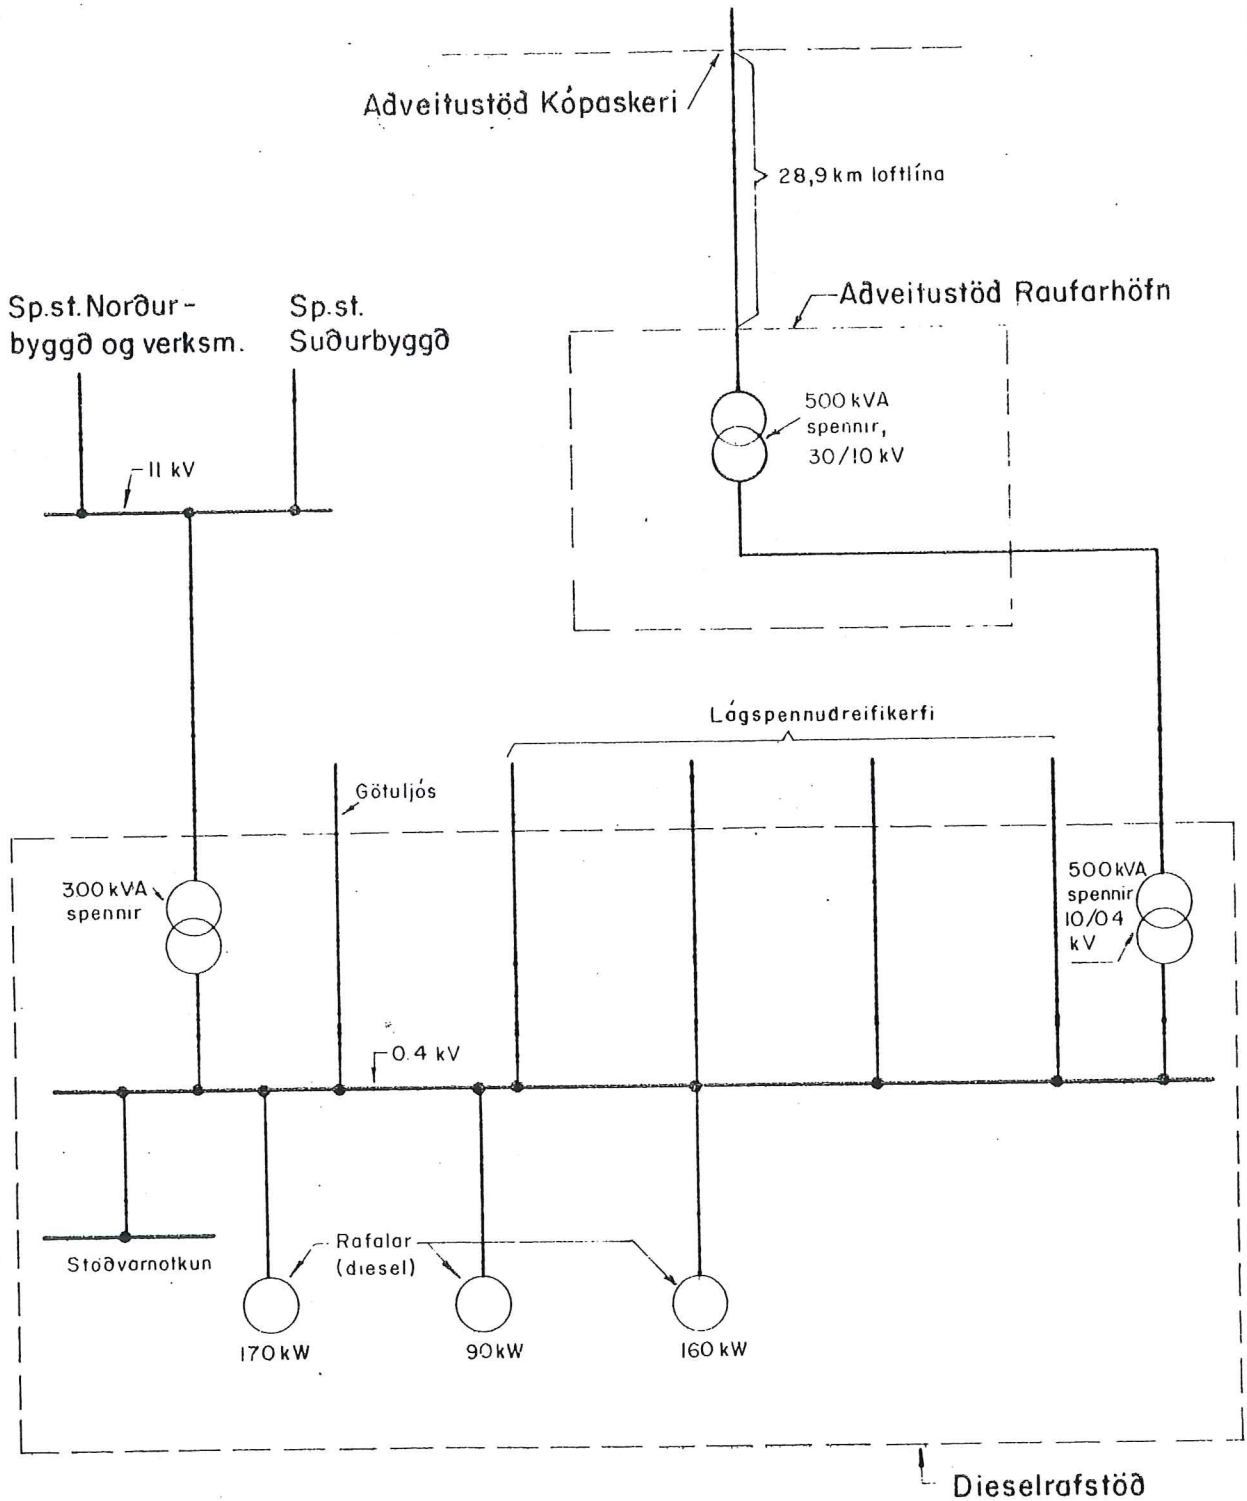 Aðveitustöð Kópaskeri
28,9 km loftlína
Aðveitustöð Raufarhöfn
Sp.st. Norður-
byggð og verksm.
Sp.st.
Suðurbyggð
500 kVA
spennir,
30/10 kV
11 kV
Lágspennudreifikerfi
Götuljós
300 kVA
spennir
500 kVA
spennir
10/04
kV
0.4 kV
Stöðvarnotkun
Rafalar
(diesel)
170 kW
90 kW
160 kW
Dieselrafstöð